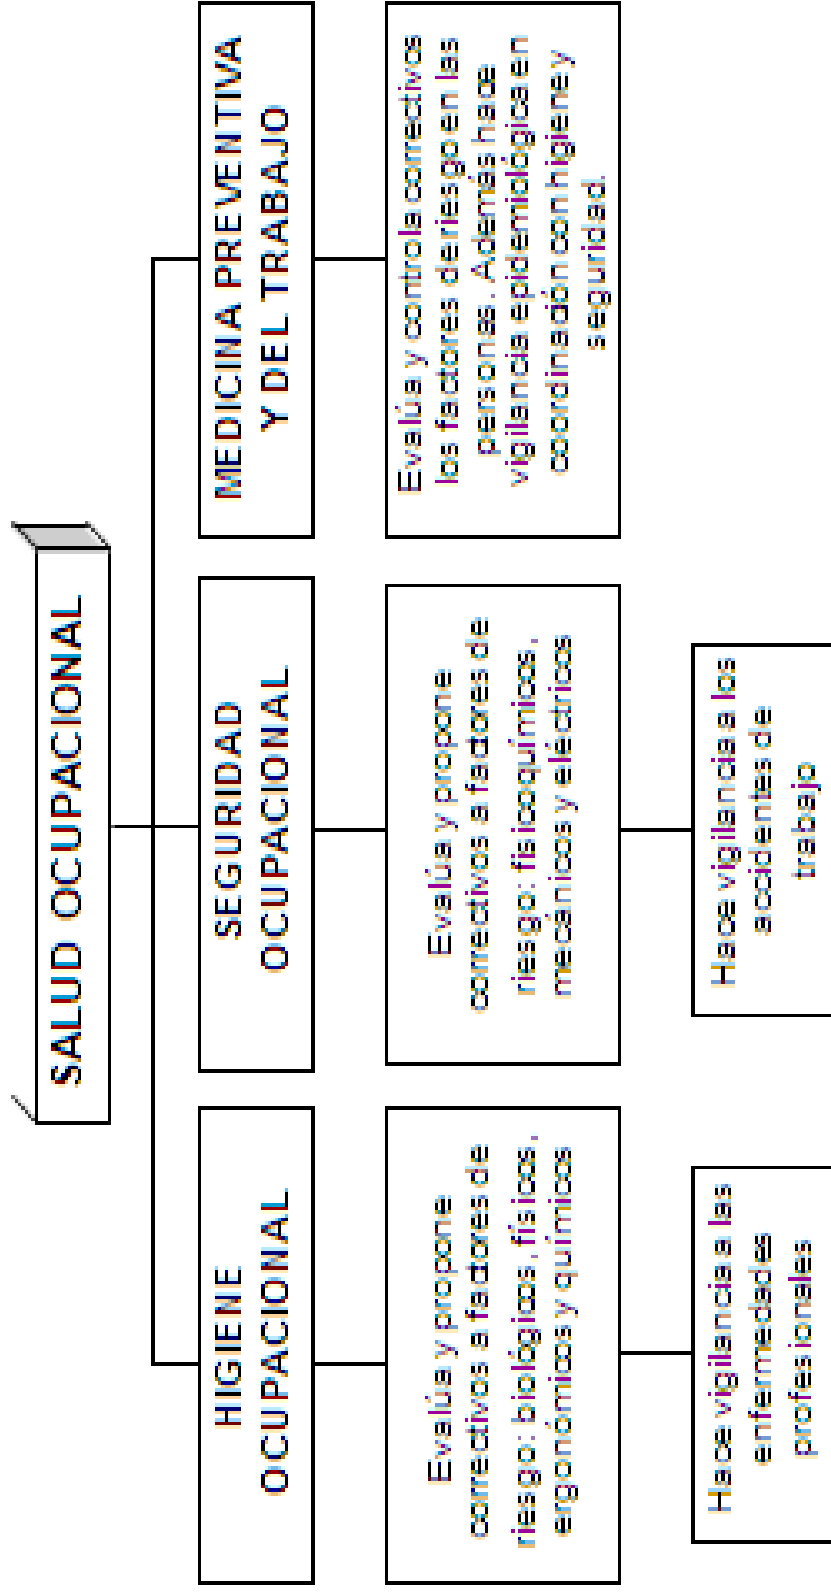 SALUD OCUPACIONAL
HIGIENE
OCUPACIONAL
SEGURIDAD
OCUPACIONAL
MEDICINA PREVENTIVA
Y DEL TRABAJO
Evalúa y propone
correctivos a factores de
riesgo: biológicos, físicos,
ergonómicos y químicos
Evalúa y propone
correctivos a factores de
riesgo: fisicoquímicos,
mecánicos y eléctricos
Evalúa y controla correctivos
los factores de riesgo en las
personas. Además hace
vigilancia epidemiológica en
coordinación con higiene y
seguridad.
Hace vigilancia a las
enfermedades
profesionales
Hace vigilancia a los
accidentes de
trabajo